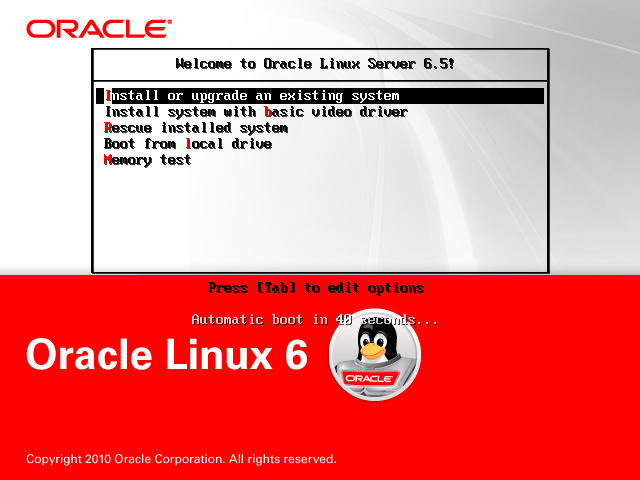 ORACLE®
Welcome to Oracle Linux Server 6.5!
Install or upgrade an existing system
Install system with basic video driver
Rescue installed system
Boot from local drive
Memory test
Press [Tab] to edit options
Automatic boot in 40 seconds...
Oracle Linux 6
ORACLE
Copyright 2010 Oracle Corporation. All rights reserved.